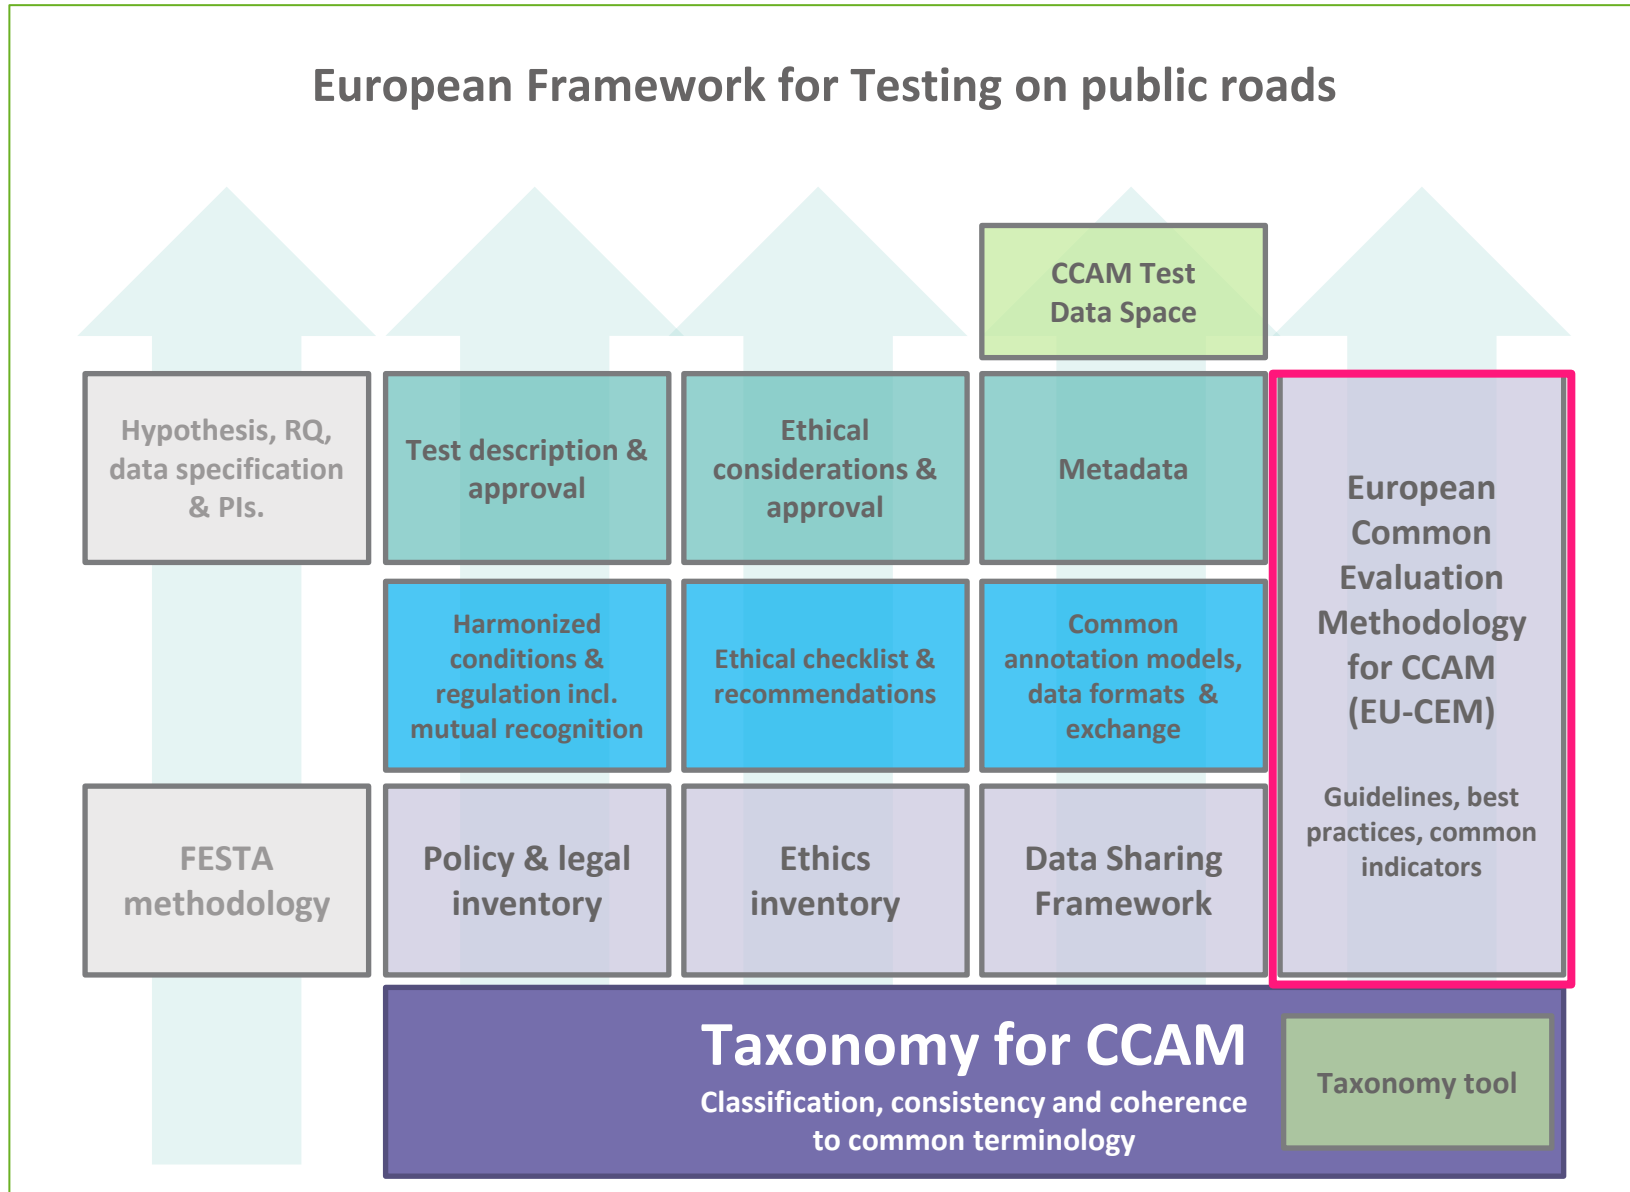 European Framework for Testing on public roads
CCAM Test
Data Space
Hypothesis, RQ,
data specification
& PIs.
Test description &
approval
Ethical
considerations &
approval
Metadata
European
Common
Evaluation
Methodology
for CCAM
(EU-CEM)
Guidelines, best
practices, common
indicators
Harmonized
conditions &
regulation incl.
mutual recognition
Ethical checklist &
recommendations
Common
annotation models,
data formats &
exchange
FESTA
methodology
Policy & legal
inventory
Ethics
inventory
Data Sharing
Framework
Taxonomy for CCAM
Classification, consistency and coherence
to common terminology
Taxonomy tool